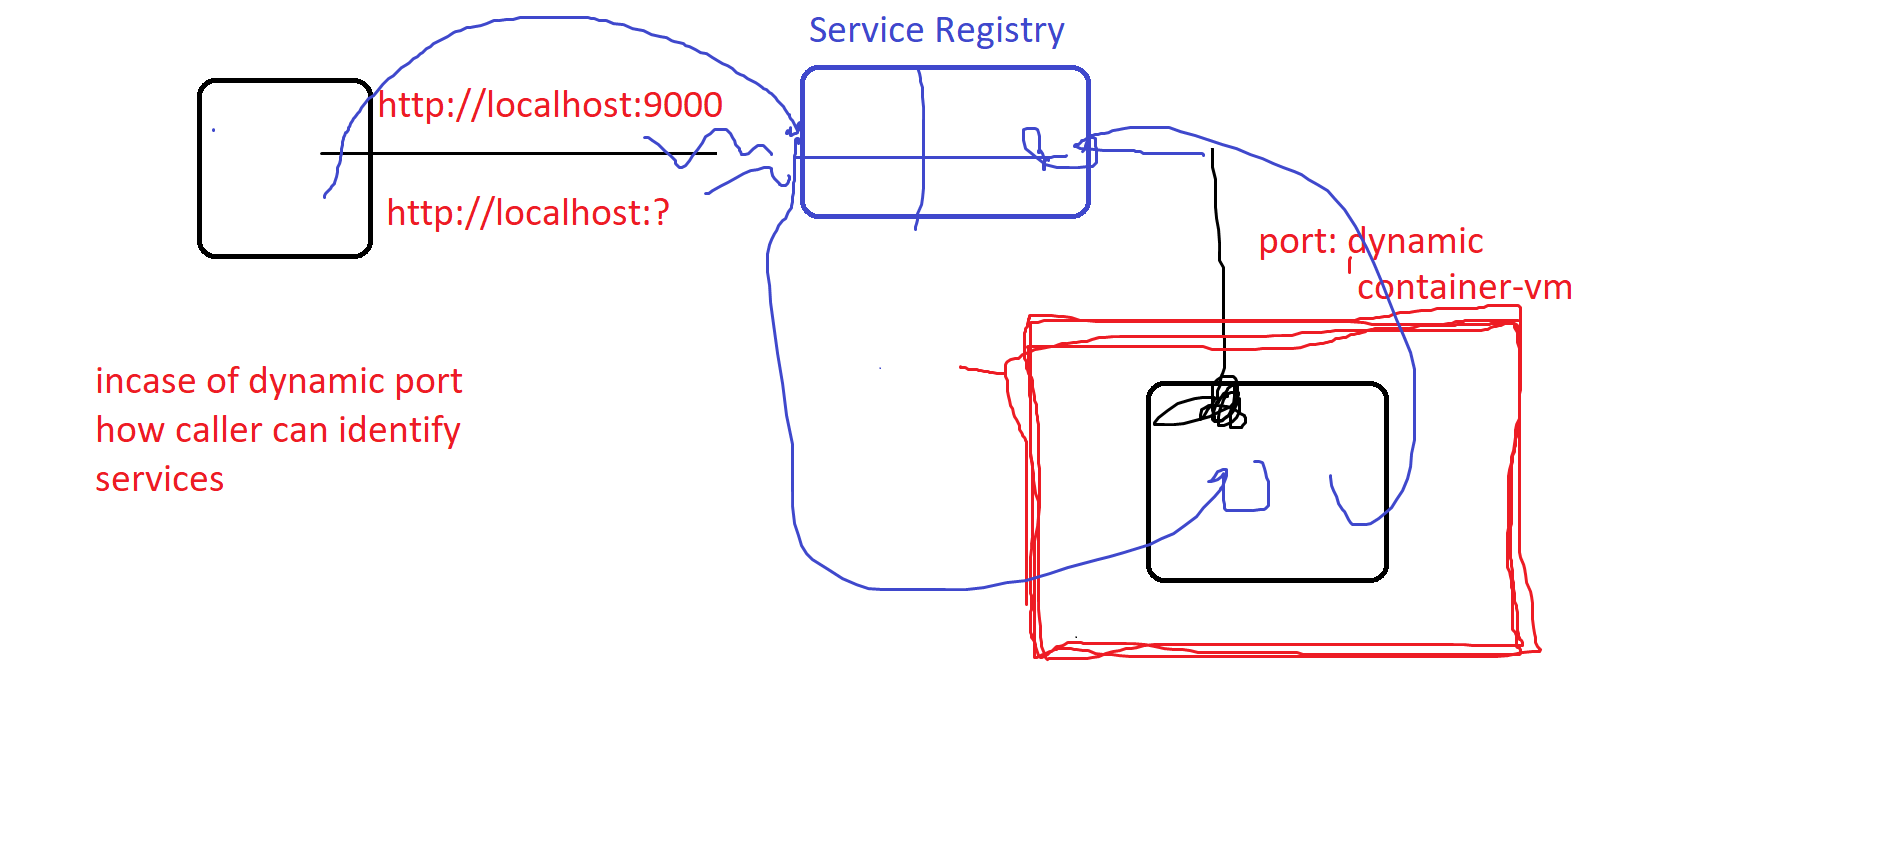 Service Registry
http://localhost:9000
http://localhost:?
port: dynamic
container-vm
incase of dynamic port
how caller can identify
services